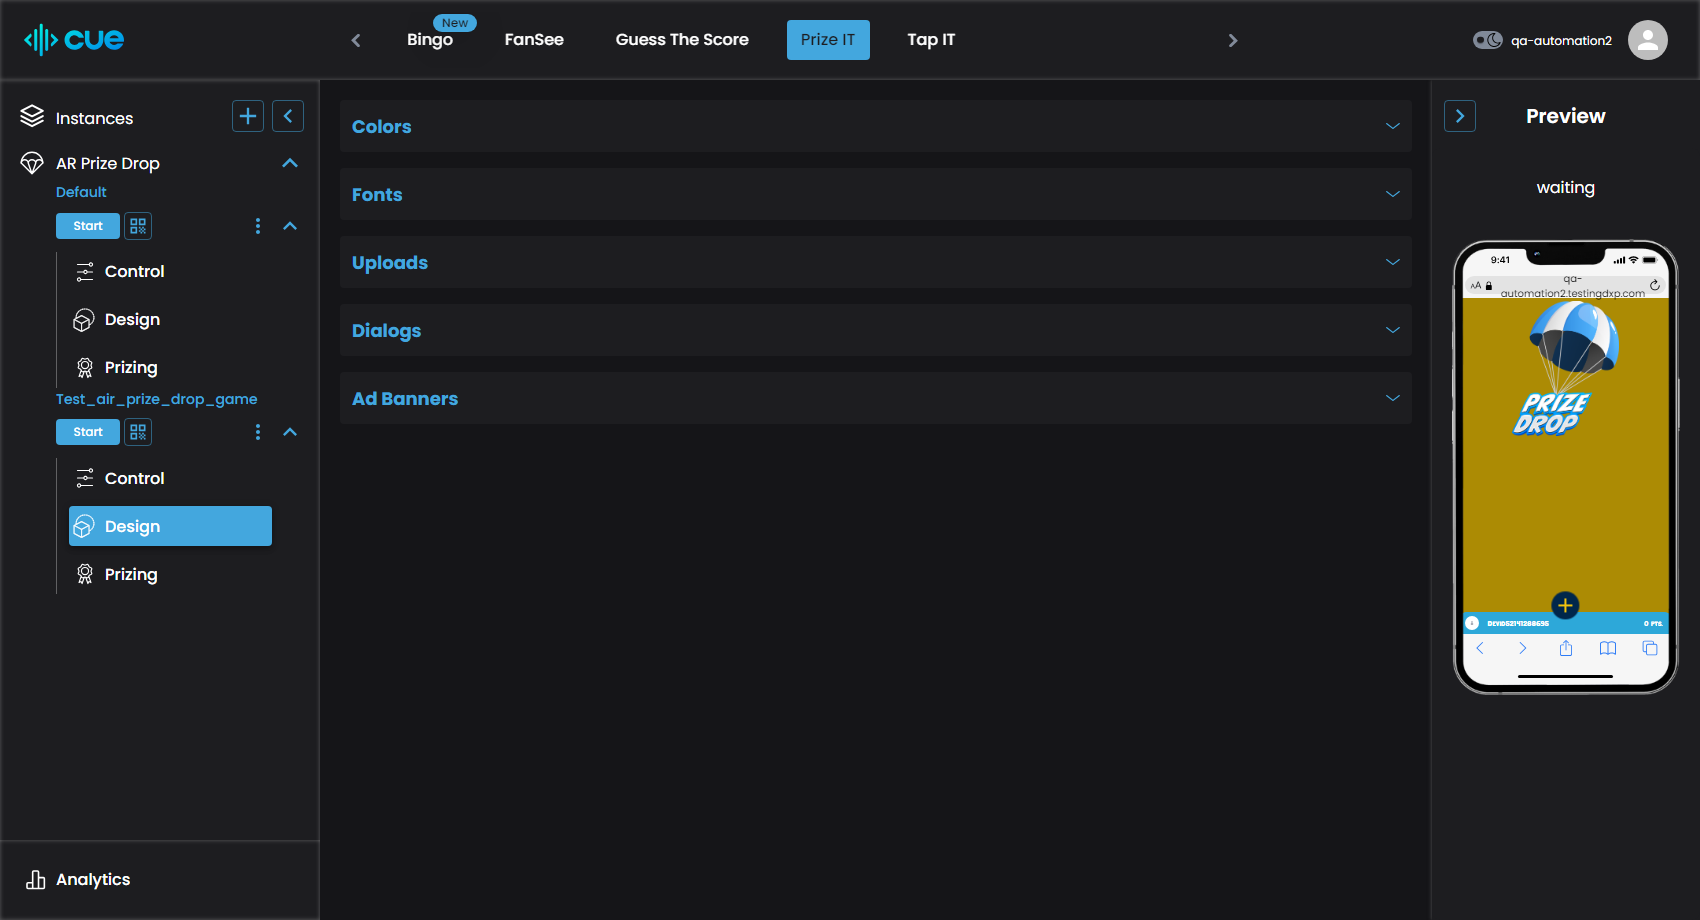 cue
New
Bingo
FanSee
Guess The Score
Prize IT
Tap IT
qa-automation2
Instances
AR Prize Drop
Default
Start
Control
Design
Prizing
Test_air_prize_drop_game
Start
Control
Design
Prizing
Analytics
Colors
Fonts
Uploads
Dialogs
Ad Banners
Preview
waiting
9:41
AA
qa-
automation2.testingdxp.com
PRIZE
DROP
0 PTS.